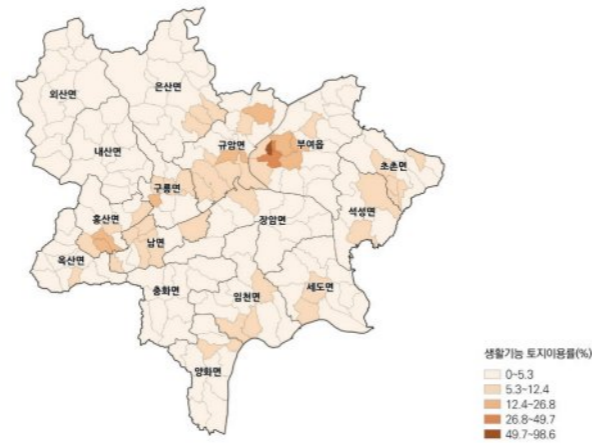 은산면
외산면
내산면
규암면
부여읍
초촌면
구룡면
석성면
홍산면
장암면
남면
옥산면
충화면
임천면
세도면
양화면
생활기능 토지이용률(%)
0~5.3
5.3~12.4
12.4~26.8
26.8~49.7
49.7~98.6